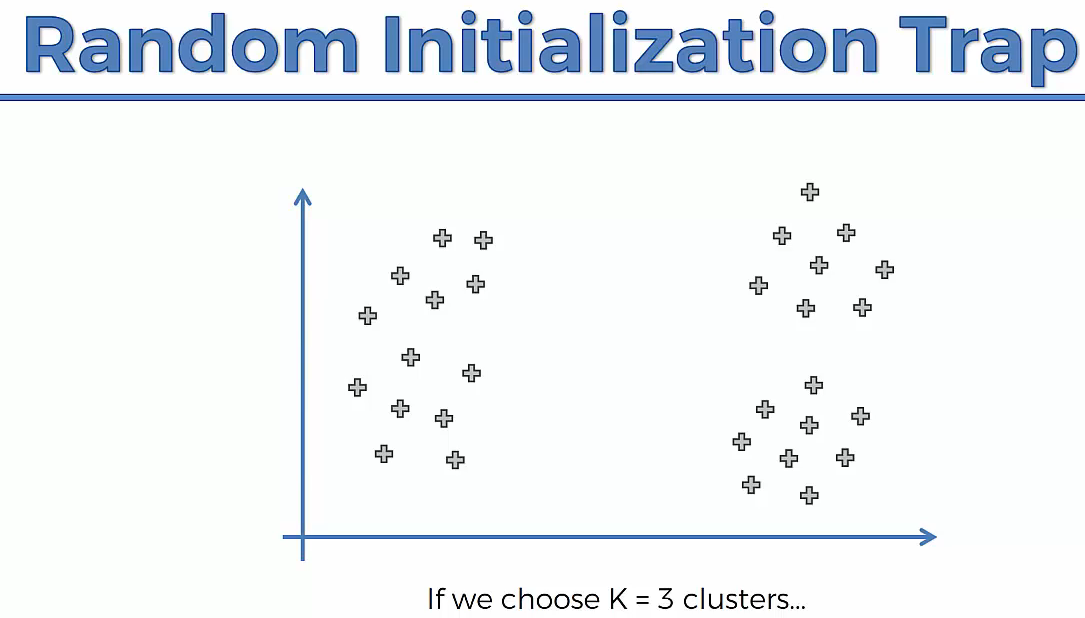 Random Initialization Trap
If we choose K = 3 clusters...